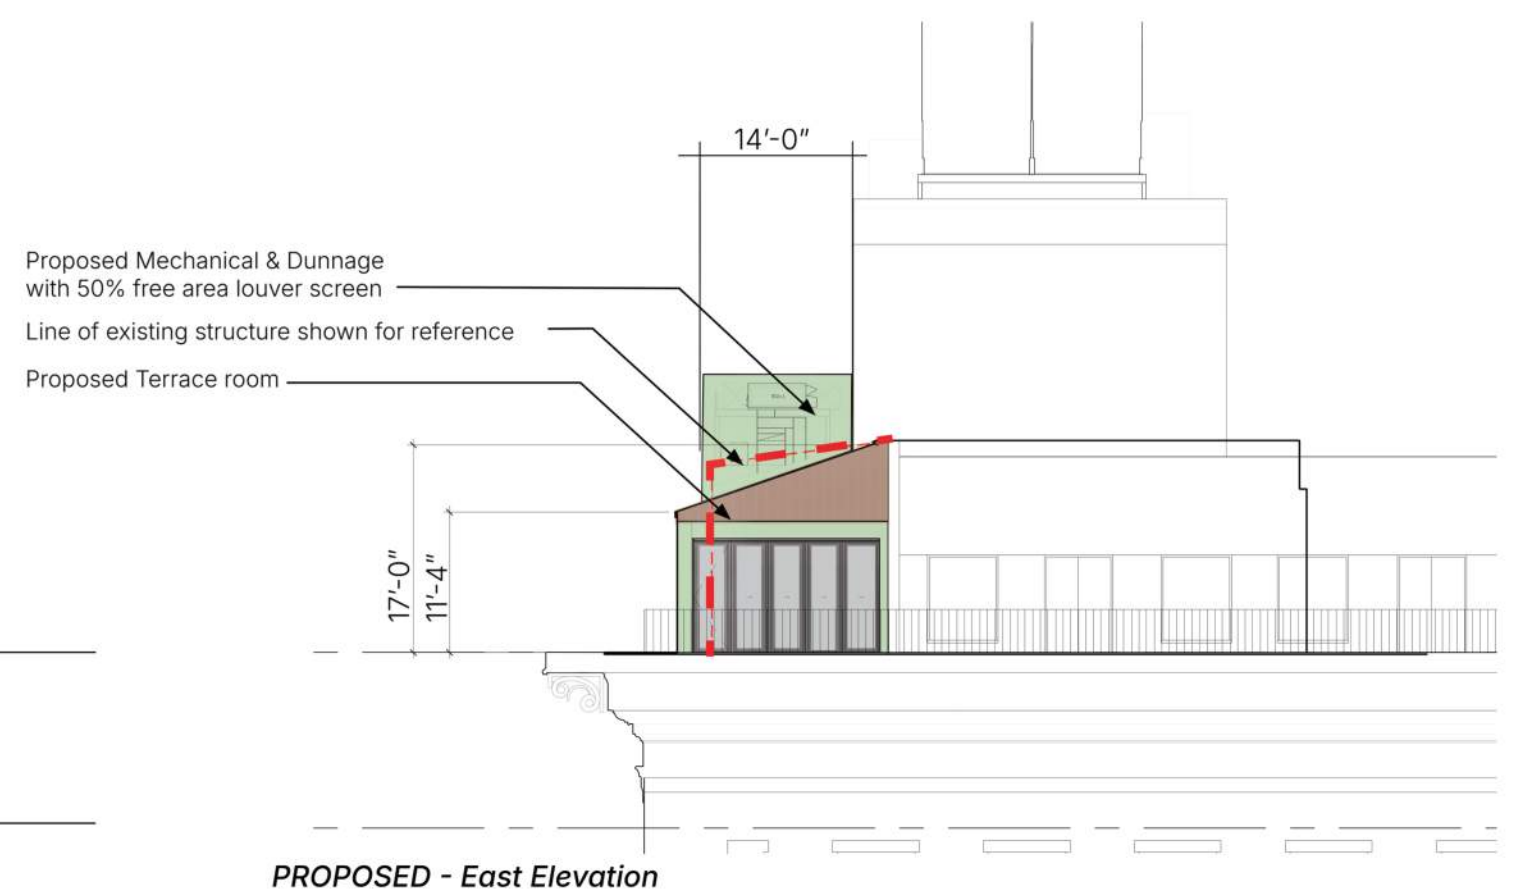 14'-0"
Proposed Mechanical & Dunnage
with 50% free area louver screen
Line of existing structure shown for reference
Proposed Terrace room
17'-0"
11'-4"
PROPOSED - East Elevation